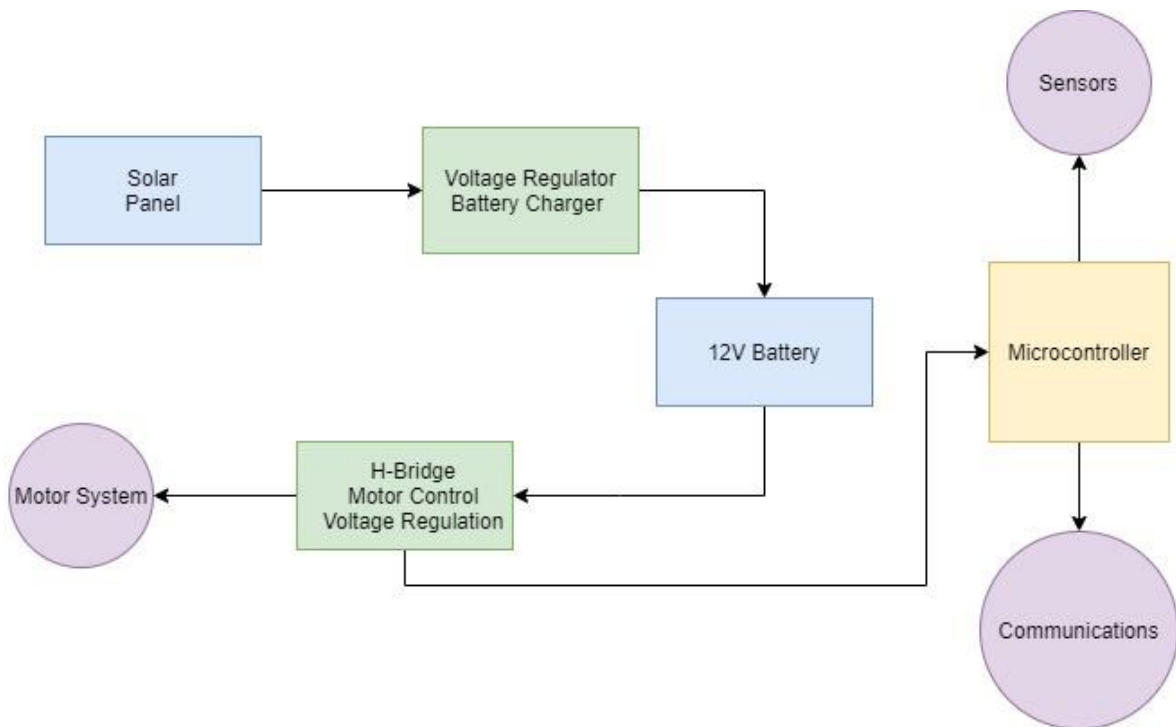 Sensors
Solar
Panel
Voltage Regulator
Battery Charger
12V Battery
Microcontroller
Motor System
H-Bridge
Motor Control
Voltage Regulation
Communications